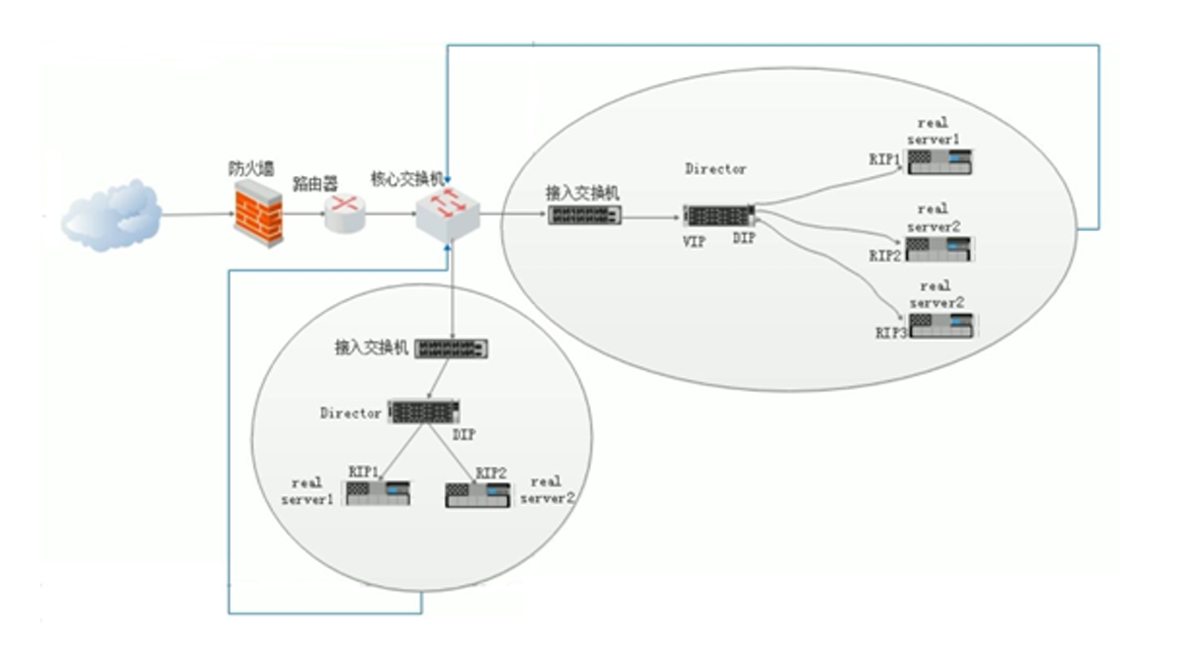 防火墙
路由器
核心交换机
接入交换机
Director
VIP
DIP
real
server1
RIP1
real
server2
RIP2
real
server2
RIP3
接入交换机
Director
DIP
RIP1
real
server1
RIP2
real
server2